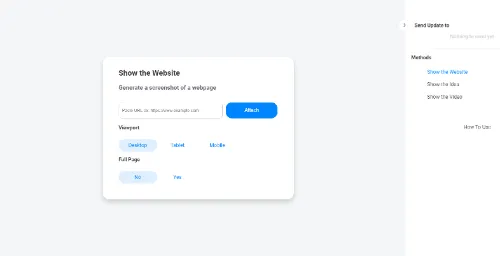 Show the Website
Generate a screenshot of a webpage
Paste URL as: https://www.example.com
Attach
Viewport
Desktop
Tablet
Mobile
Full Page
No
Yes
Send Update to
Methods
Show the Website
Show the Idea
Show the Video
How To Use